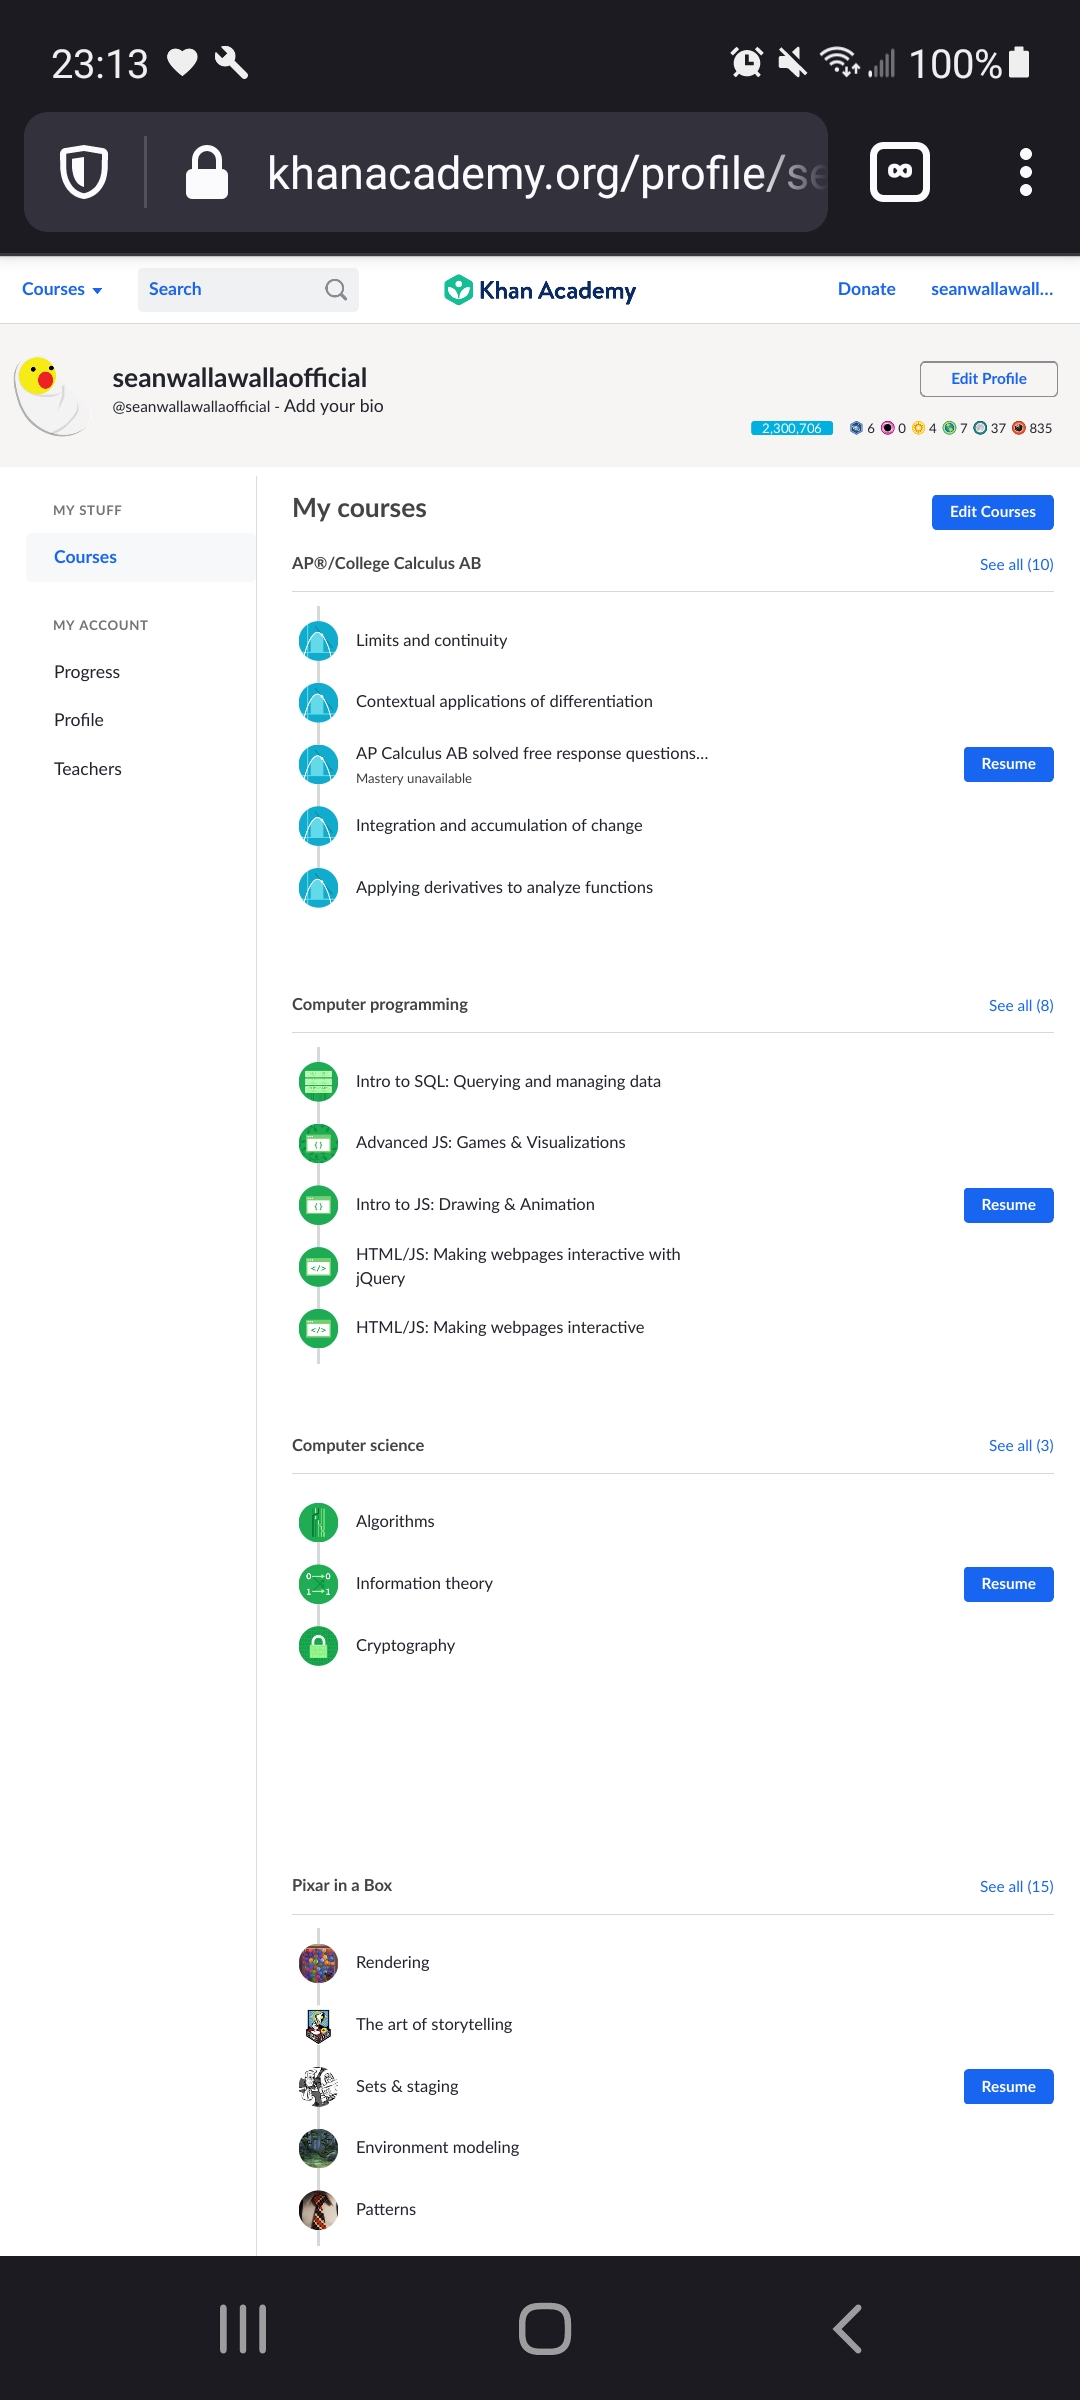 23:13
100%
khanacademy.org/profile/se
Courses
Search
Khan Academy
Donate
seanwallawall...
seanwallawallaofficial
@seanwallawallaofficial - Add your bio
Edit Profile
2,300,706
6
0
4
7
37
835
MY STUFF
Courses
MY ACCOUNT
Progress
Profile
Teachers
My courses
Edit Courses
AP®/College Calculus AB
See all (10)
Limits and continuity
Contextual applications of differentiation
AP Calculus AB solved free response questions...
Mastery unavailable
Resume
Integration and accumulation of change
Applying derivatives to analyze functions
Computer programming
See all (8)
Intro to SQL: Querying and managing data
Advanced JS: Games & Visualizations
Intro to JS: Drawing & Animation
Resume
HTML/JS: Making webpages interactive with
jQuery
HTML/JS: Making webpages interactive
Computer science
See all (3)
Algorithms
Information theory
Resume
Cryptography
Pixar in a Box
See all (15)
Rendering
The art of storytelling
Sets & staging
Resume
Environment modeling
Patterns